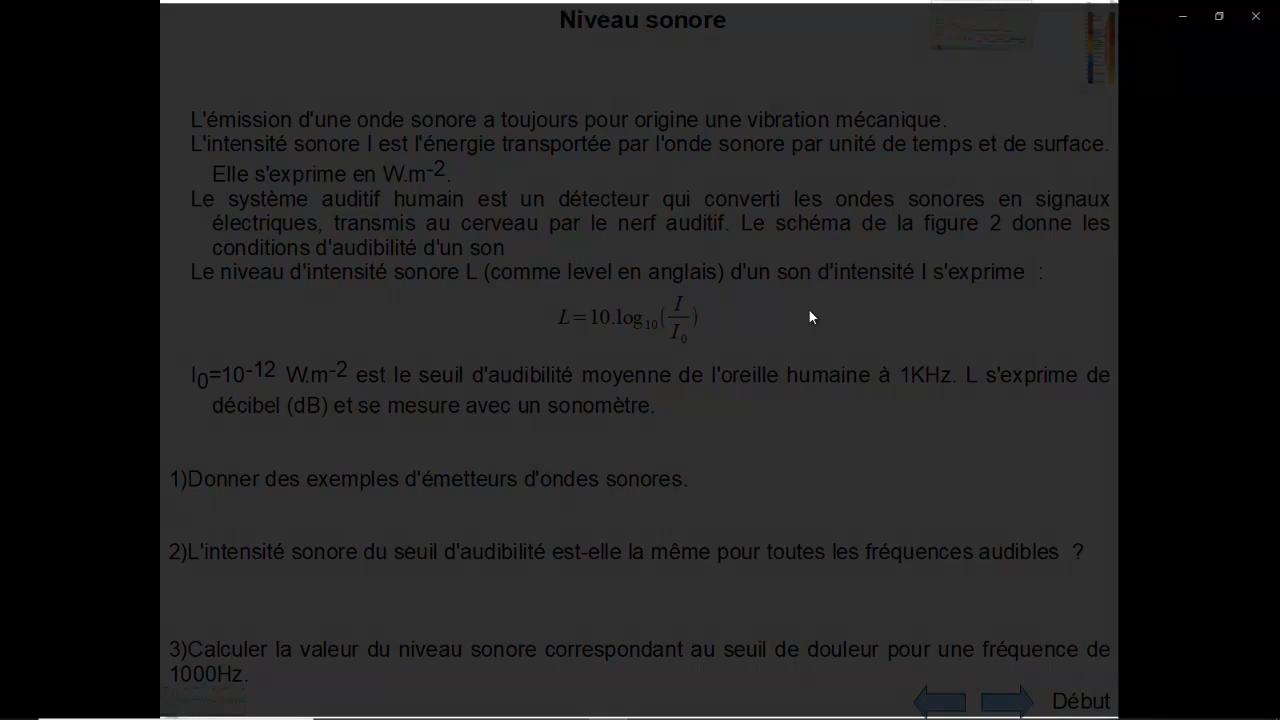 Niveau sonore
L'émission d'une onde sonore a toujours pour origine une vibration mécanique.
L'intensité sonore I est l'énergie transportée par l'onde sonore par unité de temps et de surface.
Elle s'exprime en W.m-2.
Le système auditif humain est un détecteur qui converti les ondes sonores en signaux
électriques, transmis au cerveau par le nerf auditif. Le schéma de la figure 2 donne les
conditions d'audibilité d'un son
Le niveau d'intensité sonore L (comme level en anglais) d'un son d'intensité I s'exprime :
L=10.log10(I/I0)
I0=10-12 W.m-2 est le seuil d'audibilité moyenne de l'oreille humaine à 1KHz. L s'exprime de
décibel (dB) et se mesure avec un sonomètre.
1)Donner des exemples d'émetteurs d'ondes sonores.
2)L'intensité sonore du seuil d'audibilité est-elle la même pour toutes les fréquences audibles ?
3)Calculer la valeur du niveau sonore correspondant au seuil de douleur pour une fréquence de
1000Hz.
Début